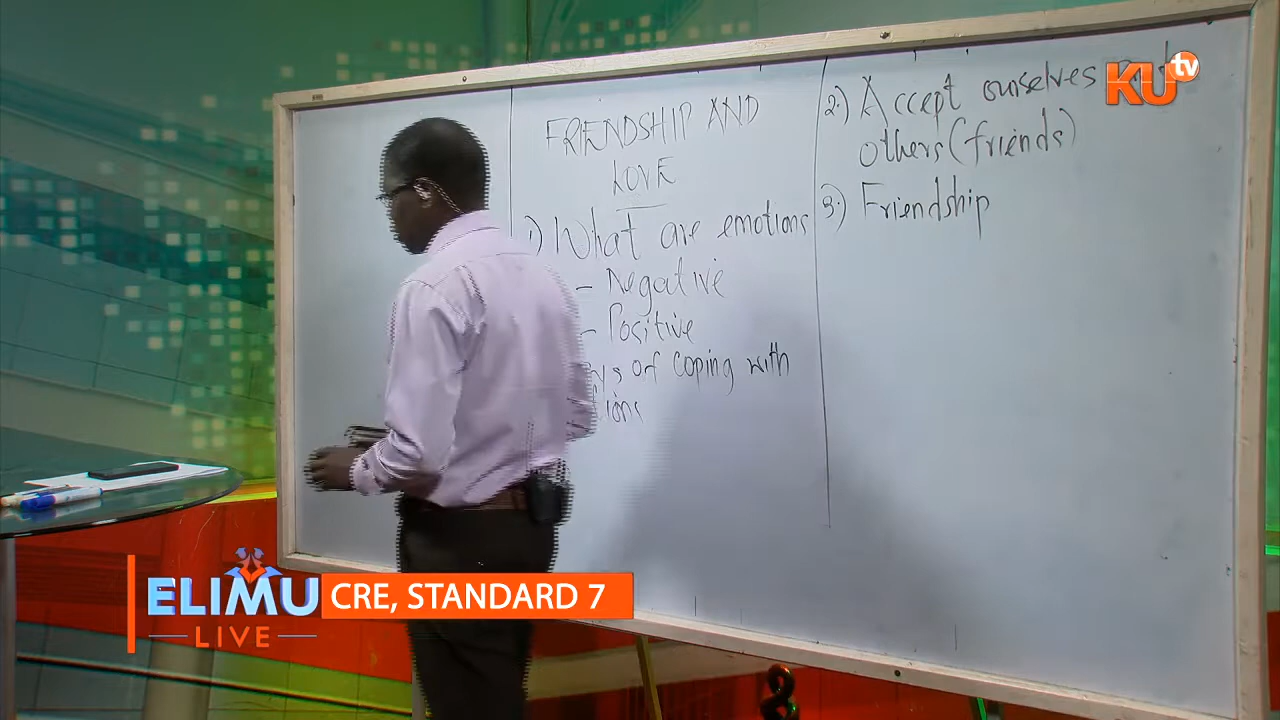 FRIENDSHIP AND
LOVE
1) What are emotions
- Negative
- Positive
of coping with
2.) Accept ourselves
others (friends)
3.) Friendship
KU tv
ELIMU
LIVE
CRE, STANDARD 7